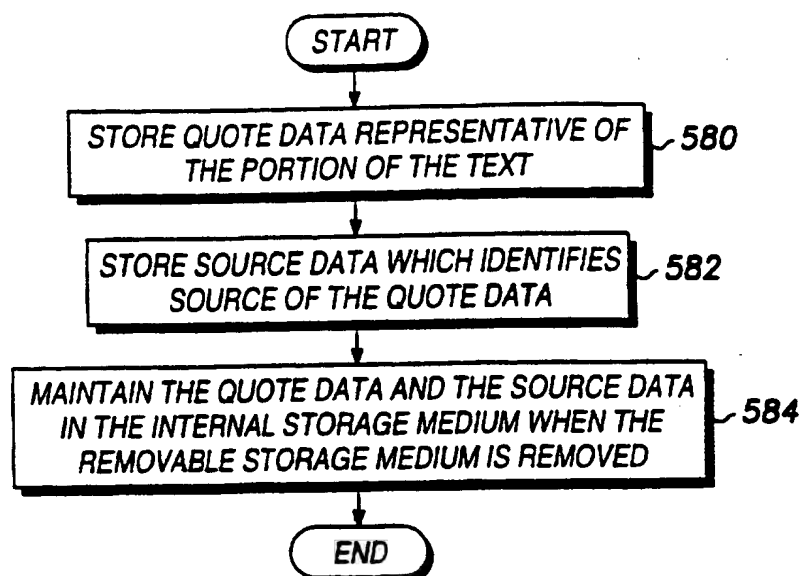 START
STORE QUOTE DATA REPRESENTATIVE OF
THE PORTION OF THE TEXT
580
STORE SOURCE DATA WHICH IDENTIFIES
SOURCE OF THE QUOTE DATA
582
MAINTAIN THE QUOTE DATA AND THE SOURCE DATA
IN THE INTERNAL STORAGE MEDIUM WHEN THE
REMOVABLE STORAGE MEDIUM IS REMOVED
584
END